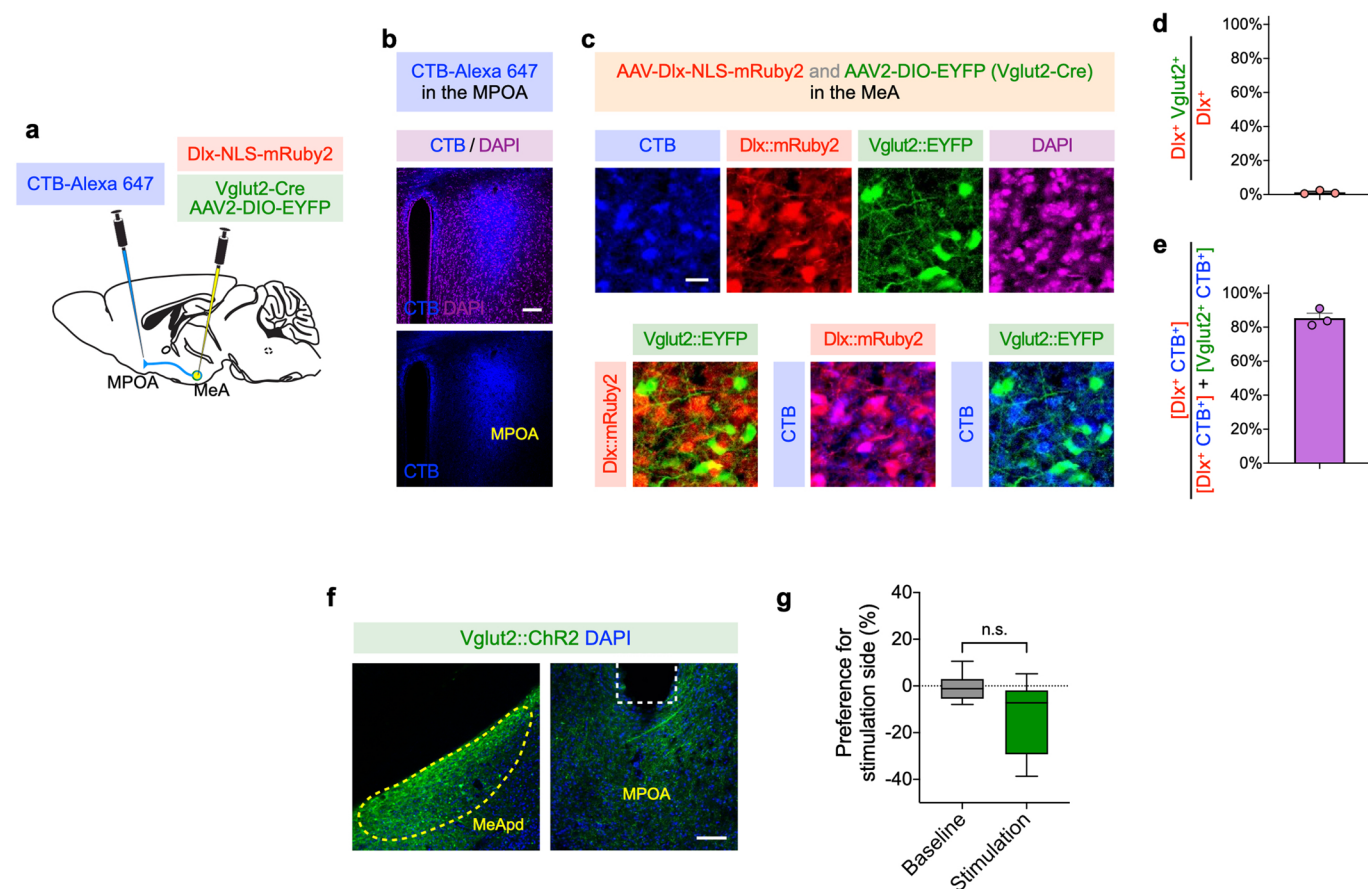 a
CTB-Alexa 647
Dlx-NLS-mRuby2
Vglut2-Cre
AAV2-DIO-EYFP
MPOA
MeA
b
CTB-Alexa 647
in the MPOA
CTB / DAPI
CTB DAPI
MPOA
CTB
c
AAV-Dlx-NLS-mRuby2 and AAV2-DIO-EYFP (Vglut2-Cre)
in the MeA
CTB
Dlx::mRuby2
Vglut2::EYFP
DAPI
Vglut2::EYFP
Dlx::mRuby2
Dlx::mRuby2
CTB
Vglut2::EYFP
CTB
d
Dlx⁺ Vglut2⁺
Dlx⁺
100%
80%
60%
40%
20%
0%
e
[Dlx⁺ CTB⁺]
[Dlx⁺ CTB⁺] + [Vglut2⁺ CTB⁺]
100%
80%
60%
40%
20%
0%
f
Vglut2::ChR2 DAPI
MeApd
MPOA
g
Preference for
stimulation side (%)
40
20
0
-20
-40
n.s.
Baseline
Stimulation